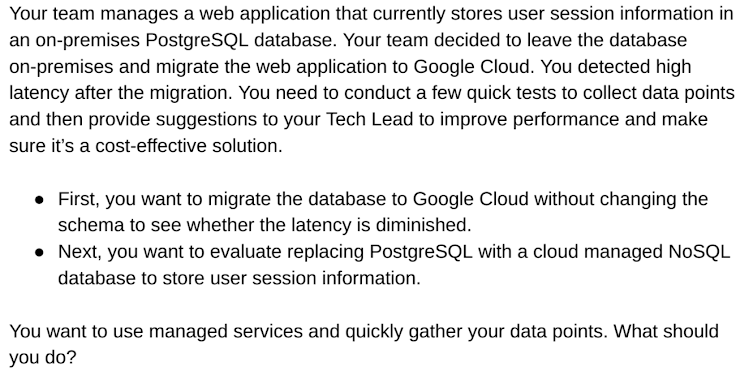 Your team manages a web application that currently stores user session information in
an on-premises PostgreSQL database. Your team decided to leave the database
on-premises and migrate the web application to Google Cloud. You detected high
latency after the migration. You need to conduct a few quick tests to collect data points
and then provide suggestions to your Tech Lead to improve performance and make
sure it’s a cost-effective solution.
● First, you want to migrate the database to Google Cloud without changing the
schema to see whether the latency is diminished.
● Next, you want to evaluate replacing PostgreSQL with a cloud managed NoSQL
database to store user session information.
You want to use managed services and quickly gather your data points. What should
you do?